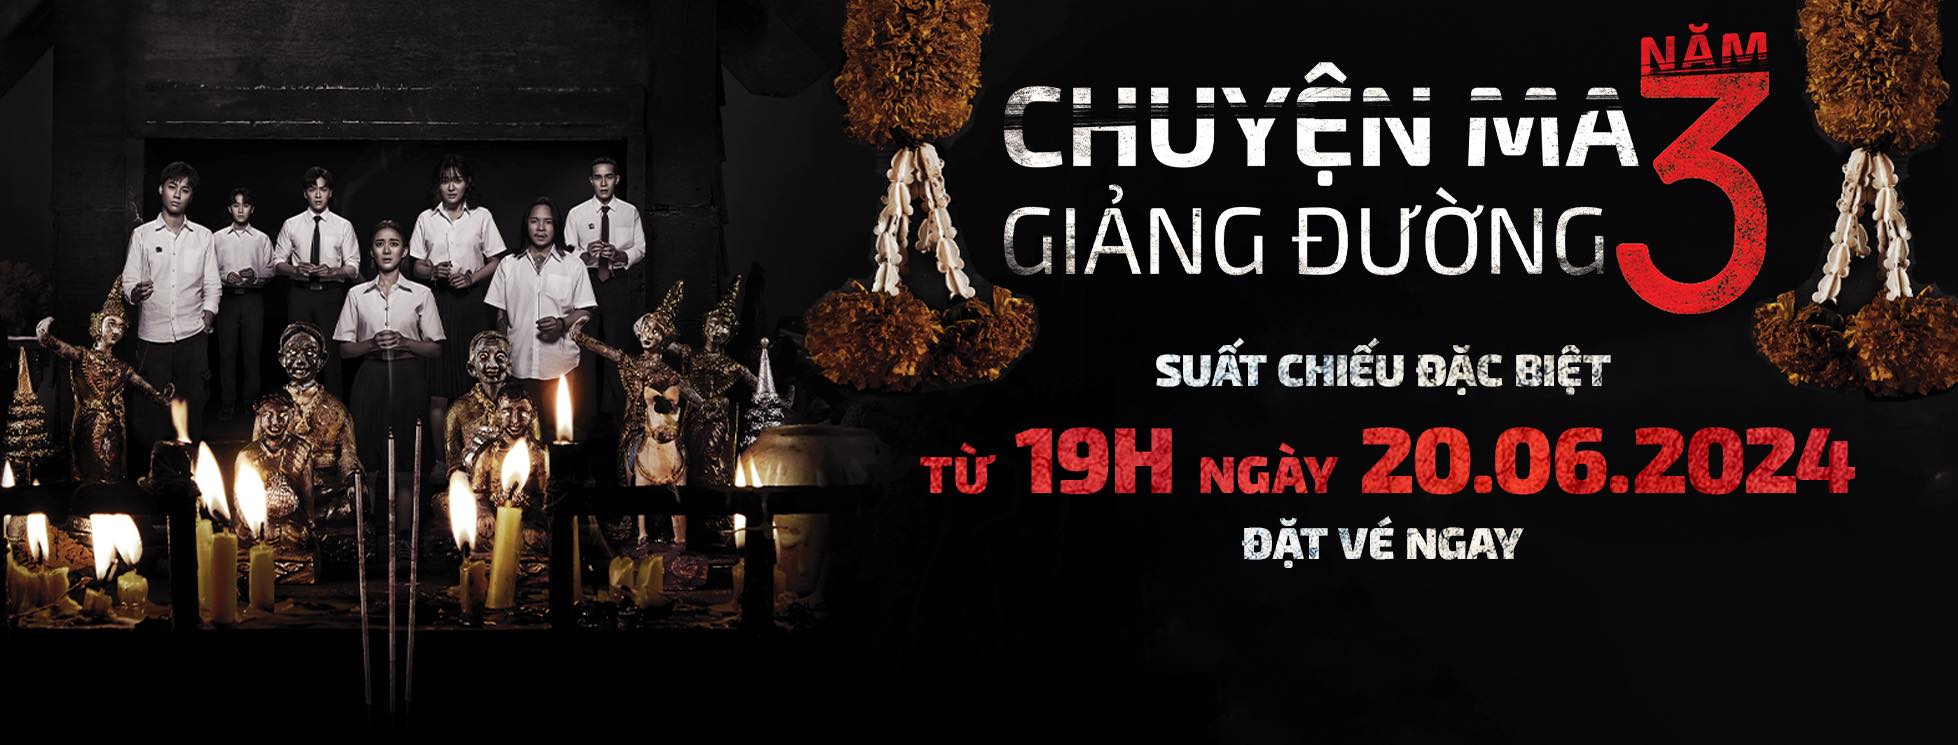 CHUYỆN MA
GIẢNG ĐƯỜNG
NĂM
3
SUẤT CHIẾU ĐẶC BIỆT
TỪ 19H NGÀY 20.06.2024
ĐẶT VÉ NGAY